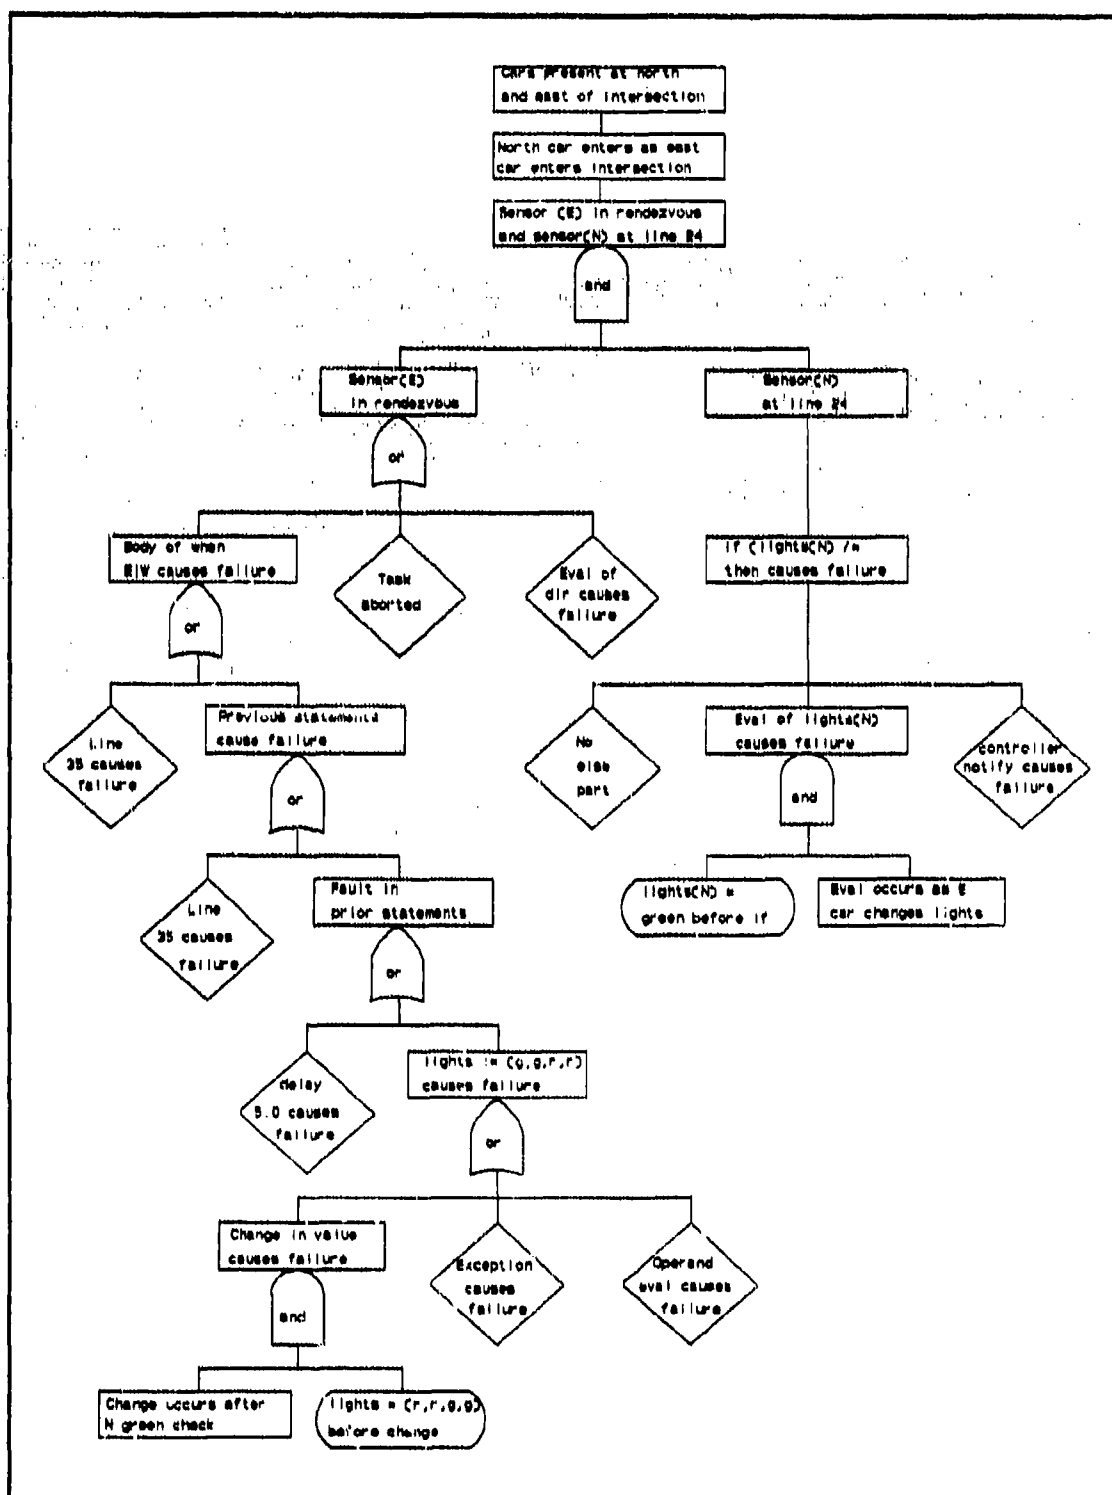 Cars present at north
and east of intersection
North car enters as east
car enters intersection
Sensor (E) in rendezvous
and sensor(N) at line 24
and
Sensor(E)
in rendezvous
Sensor(N)
at line 24
or
Body of when
E|W causes failure
Task
aborted
Eval of
dir causes
failure
if (lights(N) /=
then causes failure
or
Line
35 causes
failure
Previous statements
cause failure
No
else
part
Eval of lights(N)
causes failure
controller
notify causes
failure
or
and
Line
35 causes
failure
Fault in
prior statements
lights(N) =
green before if
Eval occurs as E
car changes lights
or
delay
5.0 causes
failure
lights := (g,g,r,r)
causes failure
or
Change in value
causes failure
Exception
causes
failure
Operand
eval causes
failure
and
Change occurs after
N green check
lights = (r,r,g,g)
before change